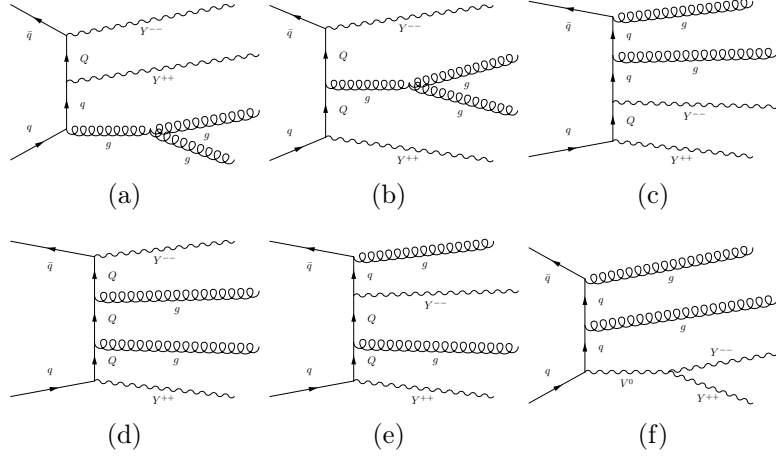 q̄ Q Y−− Y++ q q g g g
(a)
q̄ Q Y−− g g g Q q Y++
(b)
q̄ q g g q Y−− Q q Y++
(c)
q̄ Q Y−− Q g Q g q Y++
(d)
q̄ q g Y−− Q Q g q Y++
(e)
q̄ q g g q q V0 Y−− Y++
(f)